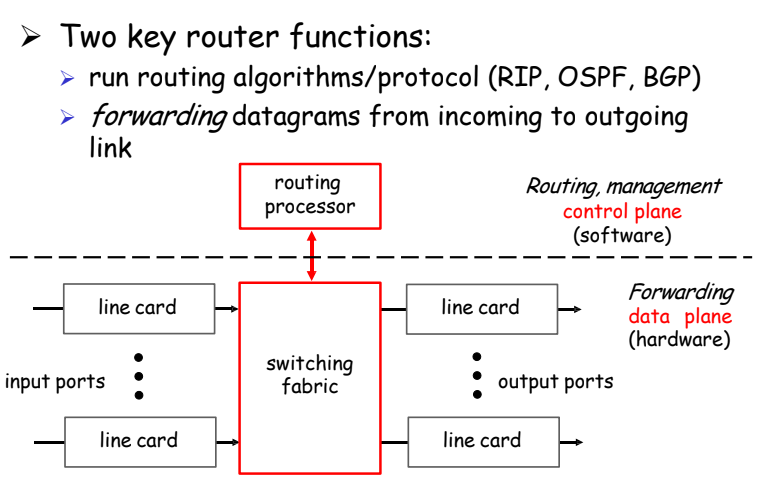 Two key router functions:
run routing algorithms/protocol (RIP, OSPF, BGP)
forwarding datagrams from incoming to outgoing
link
routing
processor
Routing, management
control plane
(software)
line card
line card
Forwarding
data plane
(hardware)
switching
fabric
input ports
output ports
line card
line card